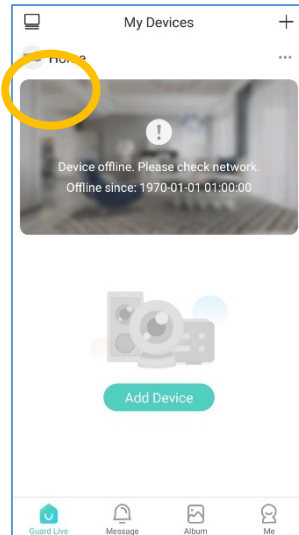 My Devices
Home
Device offline. Please check network.
Offline since: 1970-01-01 01:00:00
Add Device
Guard Live
Message
Album
Me